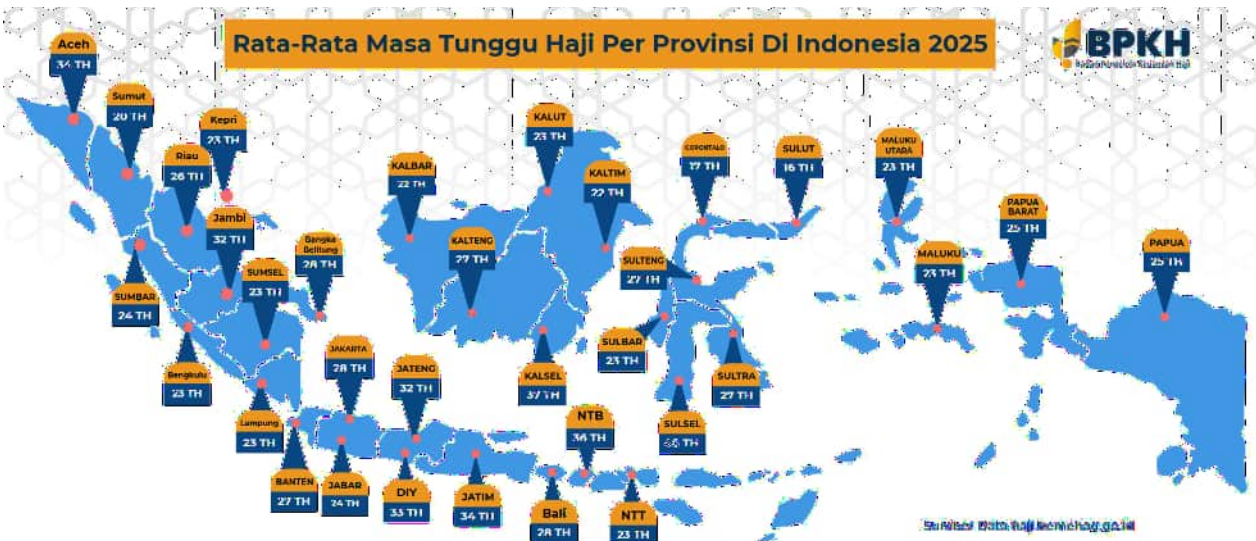 Rata-Rata Masa Tunggu Haji Per Provinsi Di Indonesia 2025
BPKH
Aceh
34 TH
Sumut
20 TH
Kepri
23 TH
Riau
26 TH
Jambi
32 TH
Bangka
Belitung
28 TH
SUMSEL
23 TH
SUMBAR
24 TH
Bengkulu
23 TH
Lampung
23 TH
JAKARTA
28 TH
JATENG
32 TH
BANTEN
27 TH
JABAR
24 TH
DIY
33 TH
JATIM
34 TH
Bali
28 TH
NTB
36 TH
NTT
23 TH
KALBAR
22 TH
KALUT
23 TH
KALTIM
22 TH
KALTENG
27 TH
KALSEL
37 TH
GORONTALO
17 TH
SULUT
16 TH
SULTENG
27 TH
SULBAR
23 TH
SULTRA
27 TH
SULSEL
TH
MALUKU
UTARA
23 TH
MALUKU
23 TH
PAPUA
BARAT
25 TH
PAPUA
25 TH